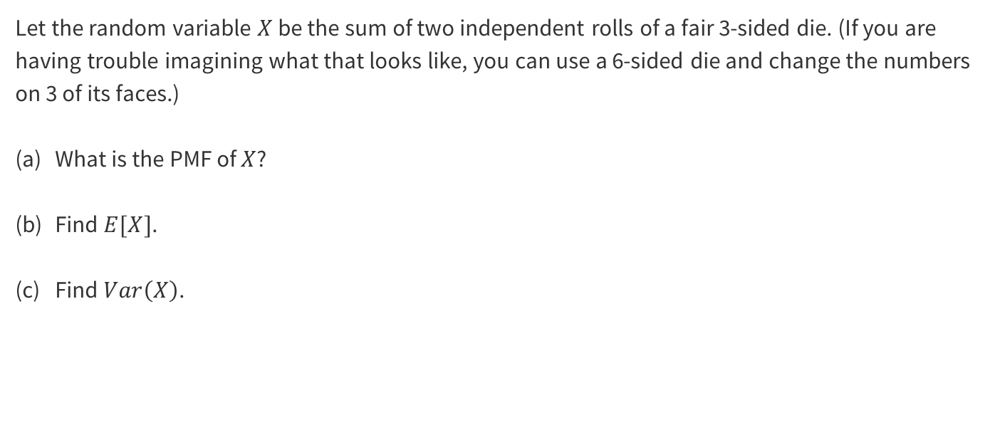 Let the random variable X be the sum of two independent rolls of a fair 3-sided die. (If you are
having trouble imagining what that looks like, you can use a 6-sided die and change the numbers
on 3 of its faces.)
(a) What is the PMF of X?
(b) Find E[X].
(c) Find Var(X).